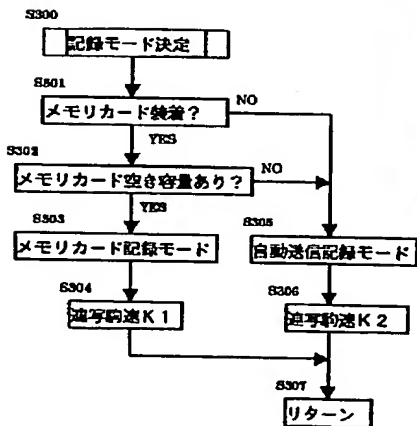 S300
記録モード決定
S301
メモリカード装着?
NO
YES
S302
メモリカード空き容量あり?
NO
YES
S303
メモリカード記録モード
S305
自動送信記録モード
S304
連写駒速K1
S306
連写駒速K2
S307
リターン